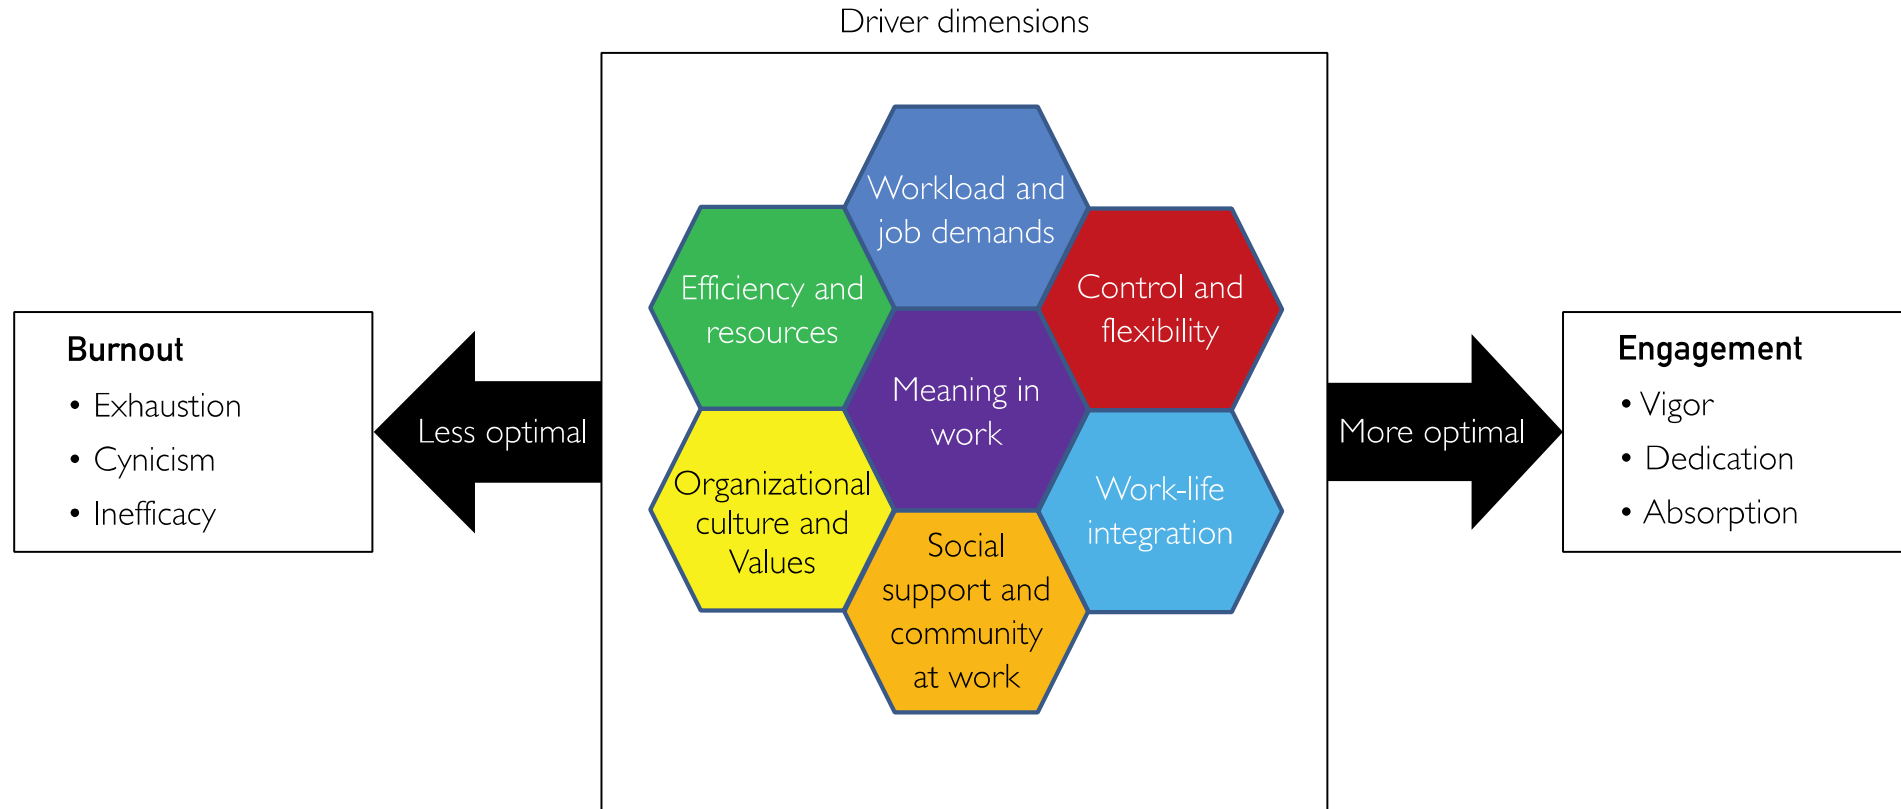 Driver dimensions
Workload and
job demands
Efficiency and
resources
Control and
flexibility
Meaning in
work
Organizational
culture and
Values
Work-life
integration
Social
support and
community
at work
Burnout
• Exhaustion
• Cynicism
• Inefficacy
Less optimal
More optimal
Engagement
• Vigor
• Dedication
• Absorption